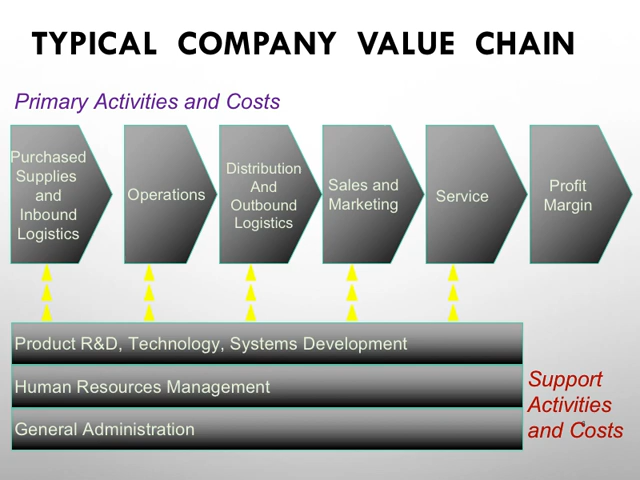 TYPICAL COMPANY VALUE CHAIN
Primary Activities and Costs
Purchased
Supplies
and
Inbound
Logistics
Operations
Distribution
And
Outbound
Logistics
Sales and
Marketing
Service
Profit
Margin
Product R&D, Technology, Systems Development
Human Resources Management
General Administration
Support
Activities
and Costs